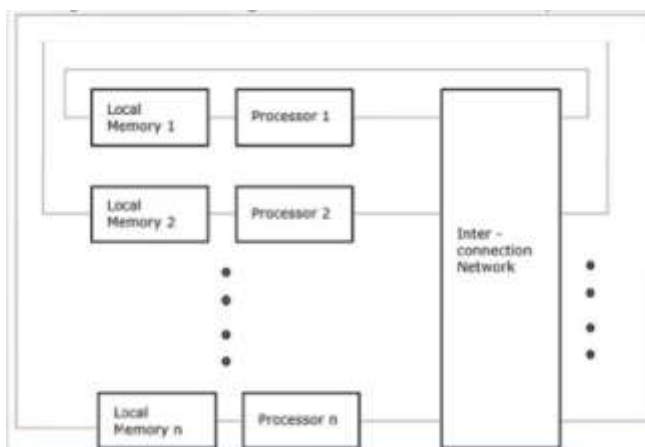 Local
Memory 1
Processor 1
Local
Memory 2
Processor 2
Inter -
connection
Network
Local
Memory n
Processor n